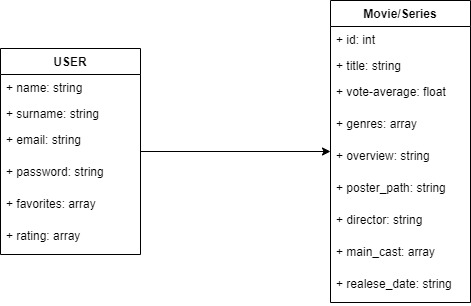 USER
+ name: string
+ surname: string
+ email: string
+ password: string
+ favorites: array
+ rating: array
Movie/Series
+ id: int
+ title: string
+ vote-average: float
+ genres: array
+ overview: string
+ poster_path: string
+ director: string
+ main_cast: array
+ realese_date: string